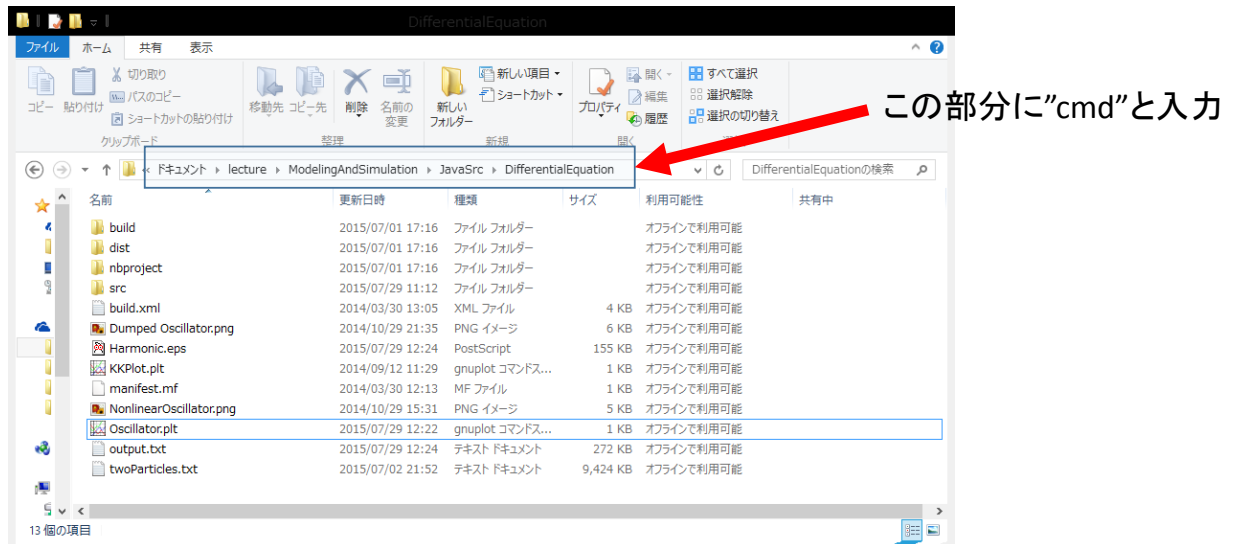 DifferentialEquation
ファイル ホーム 共有 表示
コピー 貼り付け 切り取り パスのコピー ショートカットの貼り付け
移動先 コピー先 削除 名前の変更
新しいフォルダー 新しい項目 ショートカット
プロパティ 開く 編集 履歴
すべて選択 選択解除 選択の切り替え
クリップボード 整理 新規 開く
この部分に"cmd"と入力
« ドキュメント › lecture › ModelingAndSimulation › JavaSrc › DifferentialEquation
DifferentialEquationの検索
名前 更新日時 種類 サイズ 利用可能性 共有中
build 2015/07/01 17:16 ファイル フォルダー オフラインで利用可能
dist 2015/07/01 17:16 ファイル フォルダー オフラインで利用可能
nbproject 2015/07/01 17:16 ファイル フォルダー オフラインで利用可能
src 2015/07/29 11:12 ファイル フォルダー オフラインで利用可能
build.xml 2014/03/30 13:05 XML ファイル 4 KB オフラインで利用可能
Dumped Oscillator.png 2014/10/29 21:35 PNG イメージ 6 KB オフラインで利用可能
Harmonic.eps 2015/07/29 12:24 PostScript 155 KB オフラインで利用可能
KKPlot.plt 2014/09/12 11:29 gnuplot コマンドス... 1 KB オフラインで利用可能
manifest.mf 2014/03/30 12:13 MF ファイル 1 KB オフラインで利用可能
NonlinearOscillator.png 2014/10/29 15:31 PNG イメージ 5 KB オフラインで利用可能
Oscillator.plt 2015/07/29 12:22 gnuplot コマンドス... 1 KB オフラインで利用可能
output.txt 2015/07/29 12:24 テキスト ドキュメント 272 KB オフラインで利用可能
twoParticles.txt 2015/07/02 21:52 テキスト ドキュメント 9,424 KB オフラインで利用可能
13 個の項目